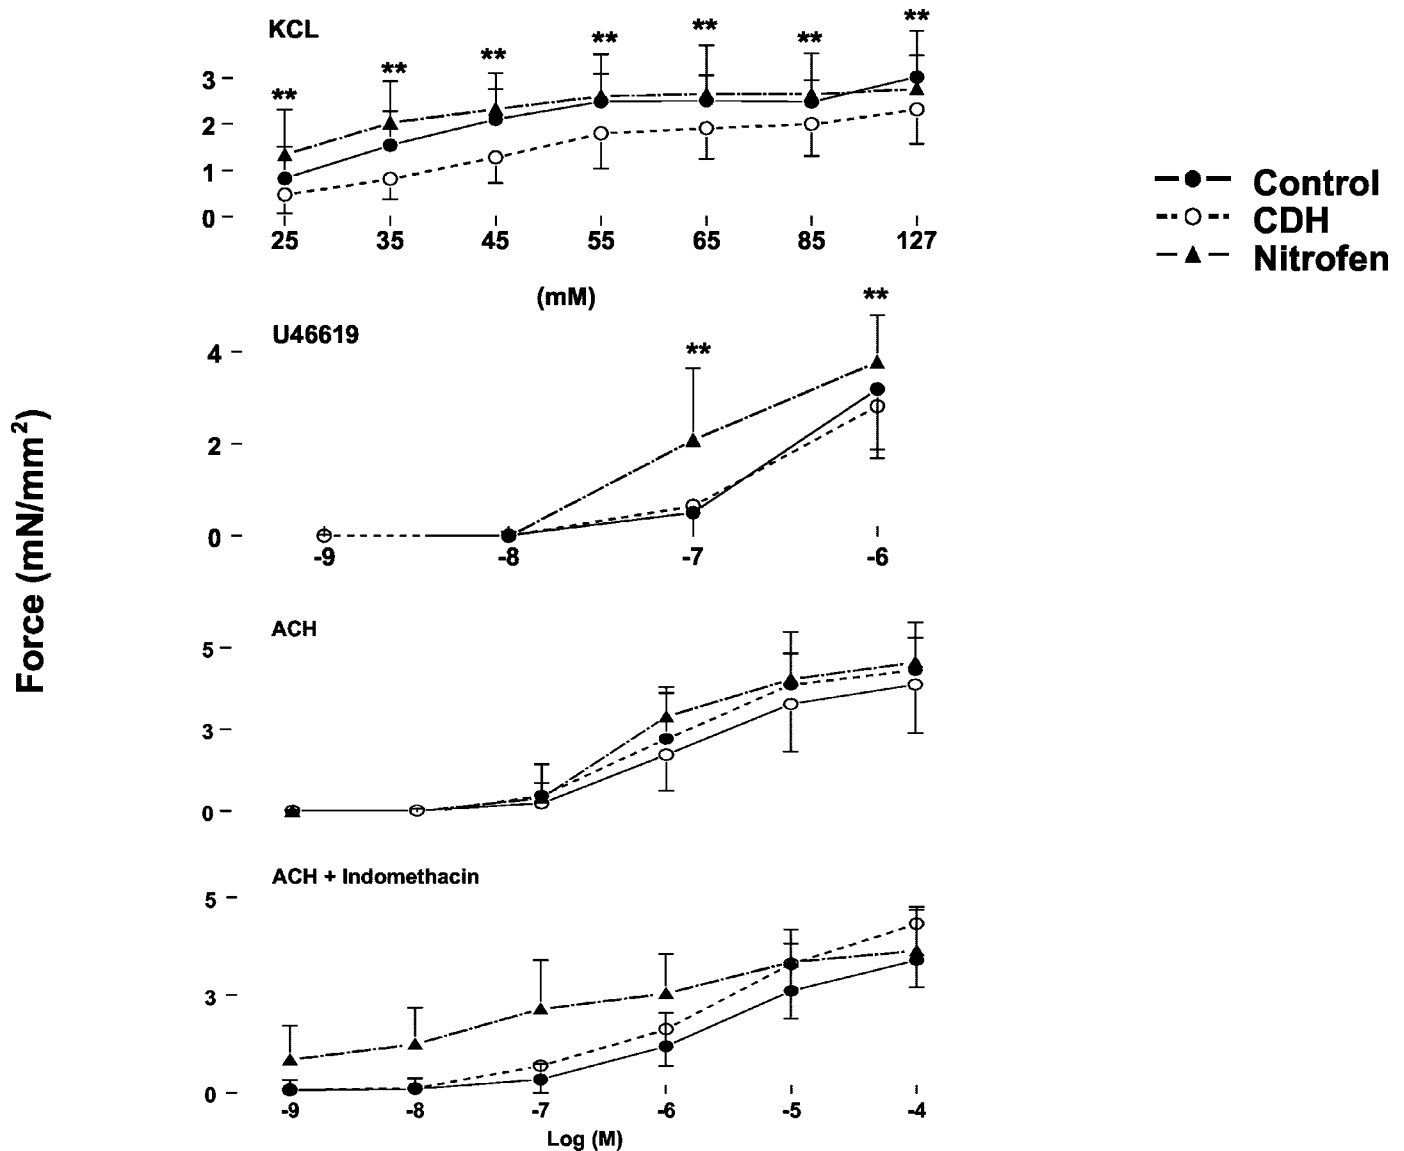 KCL
** ** ** ** ** ** **
3
2
1
0
25 35 45 55 65 85 127
(mM)
Control
CDH
Nitrofen
U46619
** **
4
2
0
-9 -8 -7 -6
Force (mN/mm²)
ACH
5
3
0
ACH + Indomethacin
5
3
0
-9 -8 -7 -6 -5 -4
Log (M)